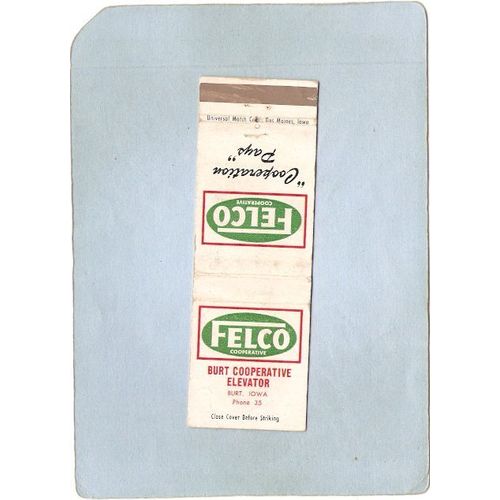 Universal Match Corp., Des Moines, Iowa
"Cooperation
Pays"
FELCO
COOPERATIVE
FELCO
COOPERATIVE
BURT COOPERATIVE
ELEVATOR
BURT, IOWA
Phone 35
Close Cover Before Striking